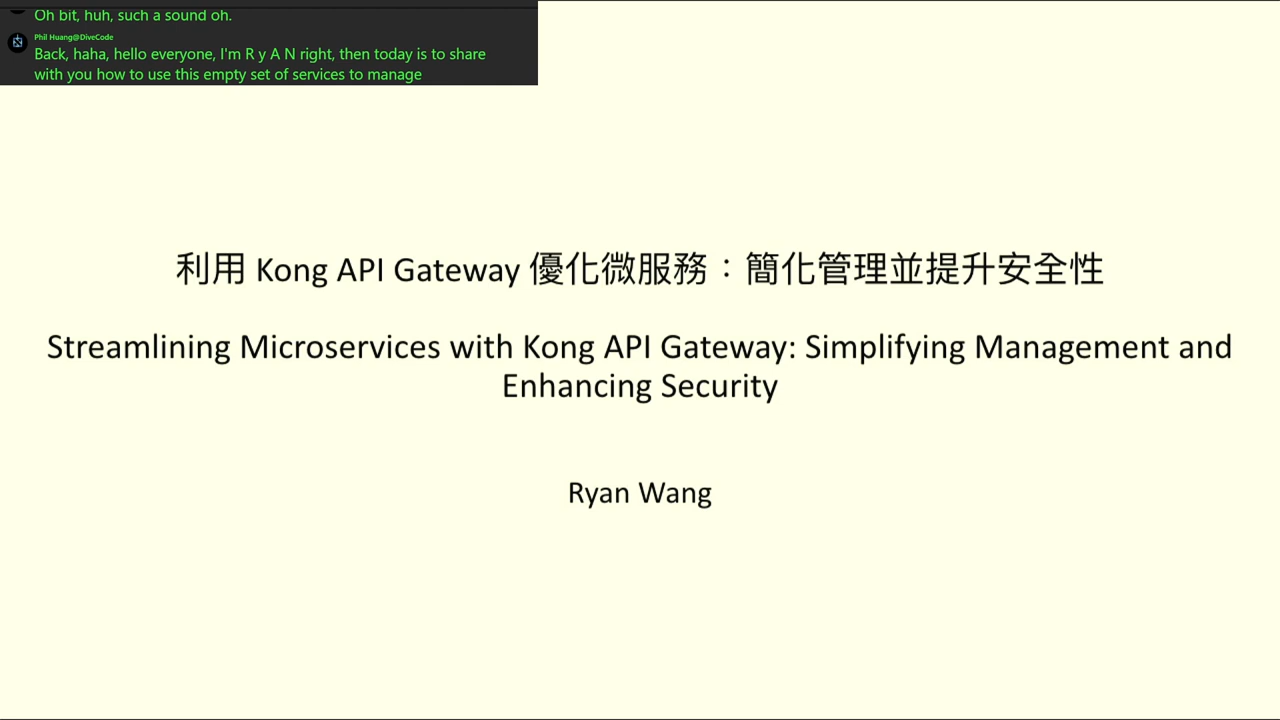 Oh bit, huh, such a sound oh.
Phil Huang@DiveCode
Back, haha, hello everyone, I'm R y A N right, then today is to share
with you how to use this empty set of services to manage
利用 Kong API Gateway 優化微服務：簡化管理並提升安全性
Streamlining Microservices with Kong API Gateway: Simplifying Management and
Enhancing Security
Ryan Wang